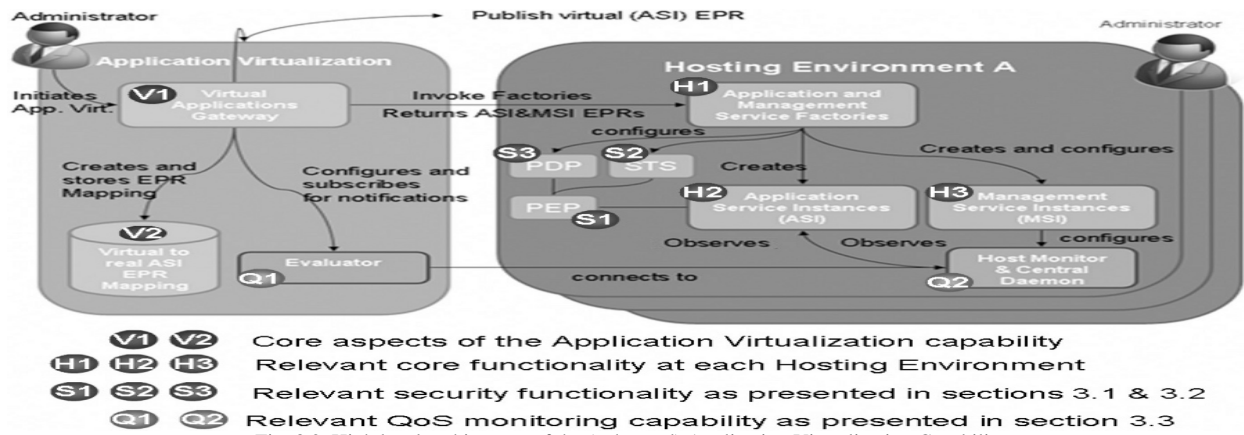 Administrator
Publish virtual (ASI) EPR
Administrator
Application Virtualization
Hosting Environment A
Initiates
App. Virt.
V1
Virtual
Applications
Gateway
Invoke Factories
Returns ASI&MSI EPRs
H1
Application and
Management
Service Factories
configures
S3
PDP
S2
STS
Creates
Creates and configures
Creates and
stores EPR
Mapping
Configures and
subscribes
for notifications
PEP
S1
H2
Application
Service Instances
(ASI)
H3
Management
Service Instances
(MSI)
V2
Virtual to
real ASI
EPR
Mapping
Evaluator
Q1
Observes
Observes
configures
connects to
Host Monitor
& Central
Daemon
Q2
V1 V2 Core aspects of the Application Virtualization capability
H1 H2 H3 Relevant core functionality at each Hosting Environment
S1 S2 S3 Relevant security functionality as presented in sections 3.1 & 3.2
Q1 Q2 Relevant QoS monitoring capability as presented in section 3.3